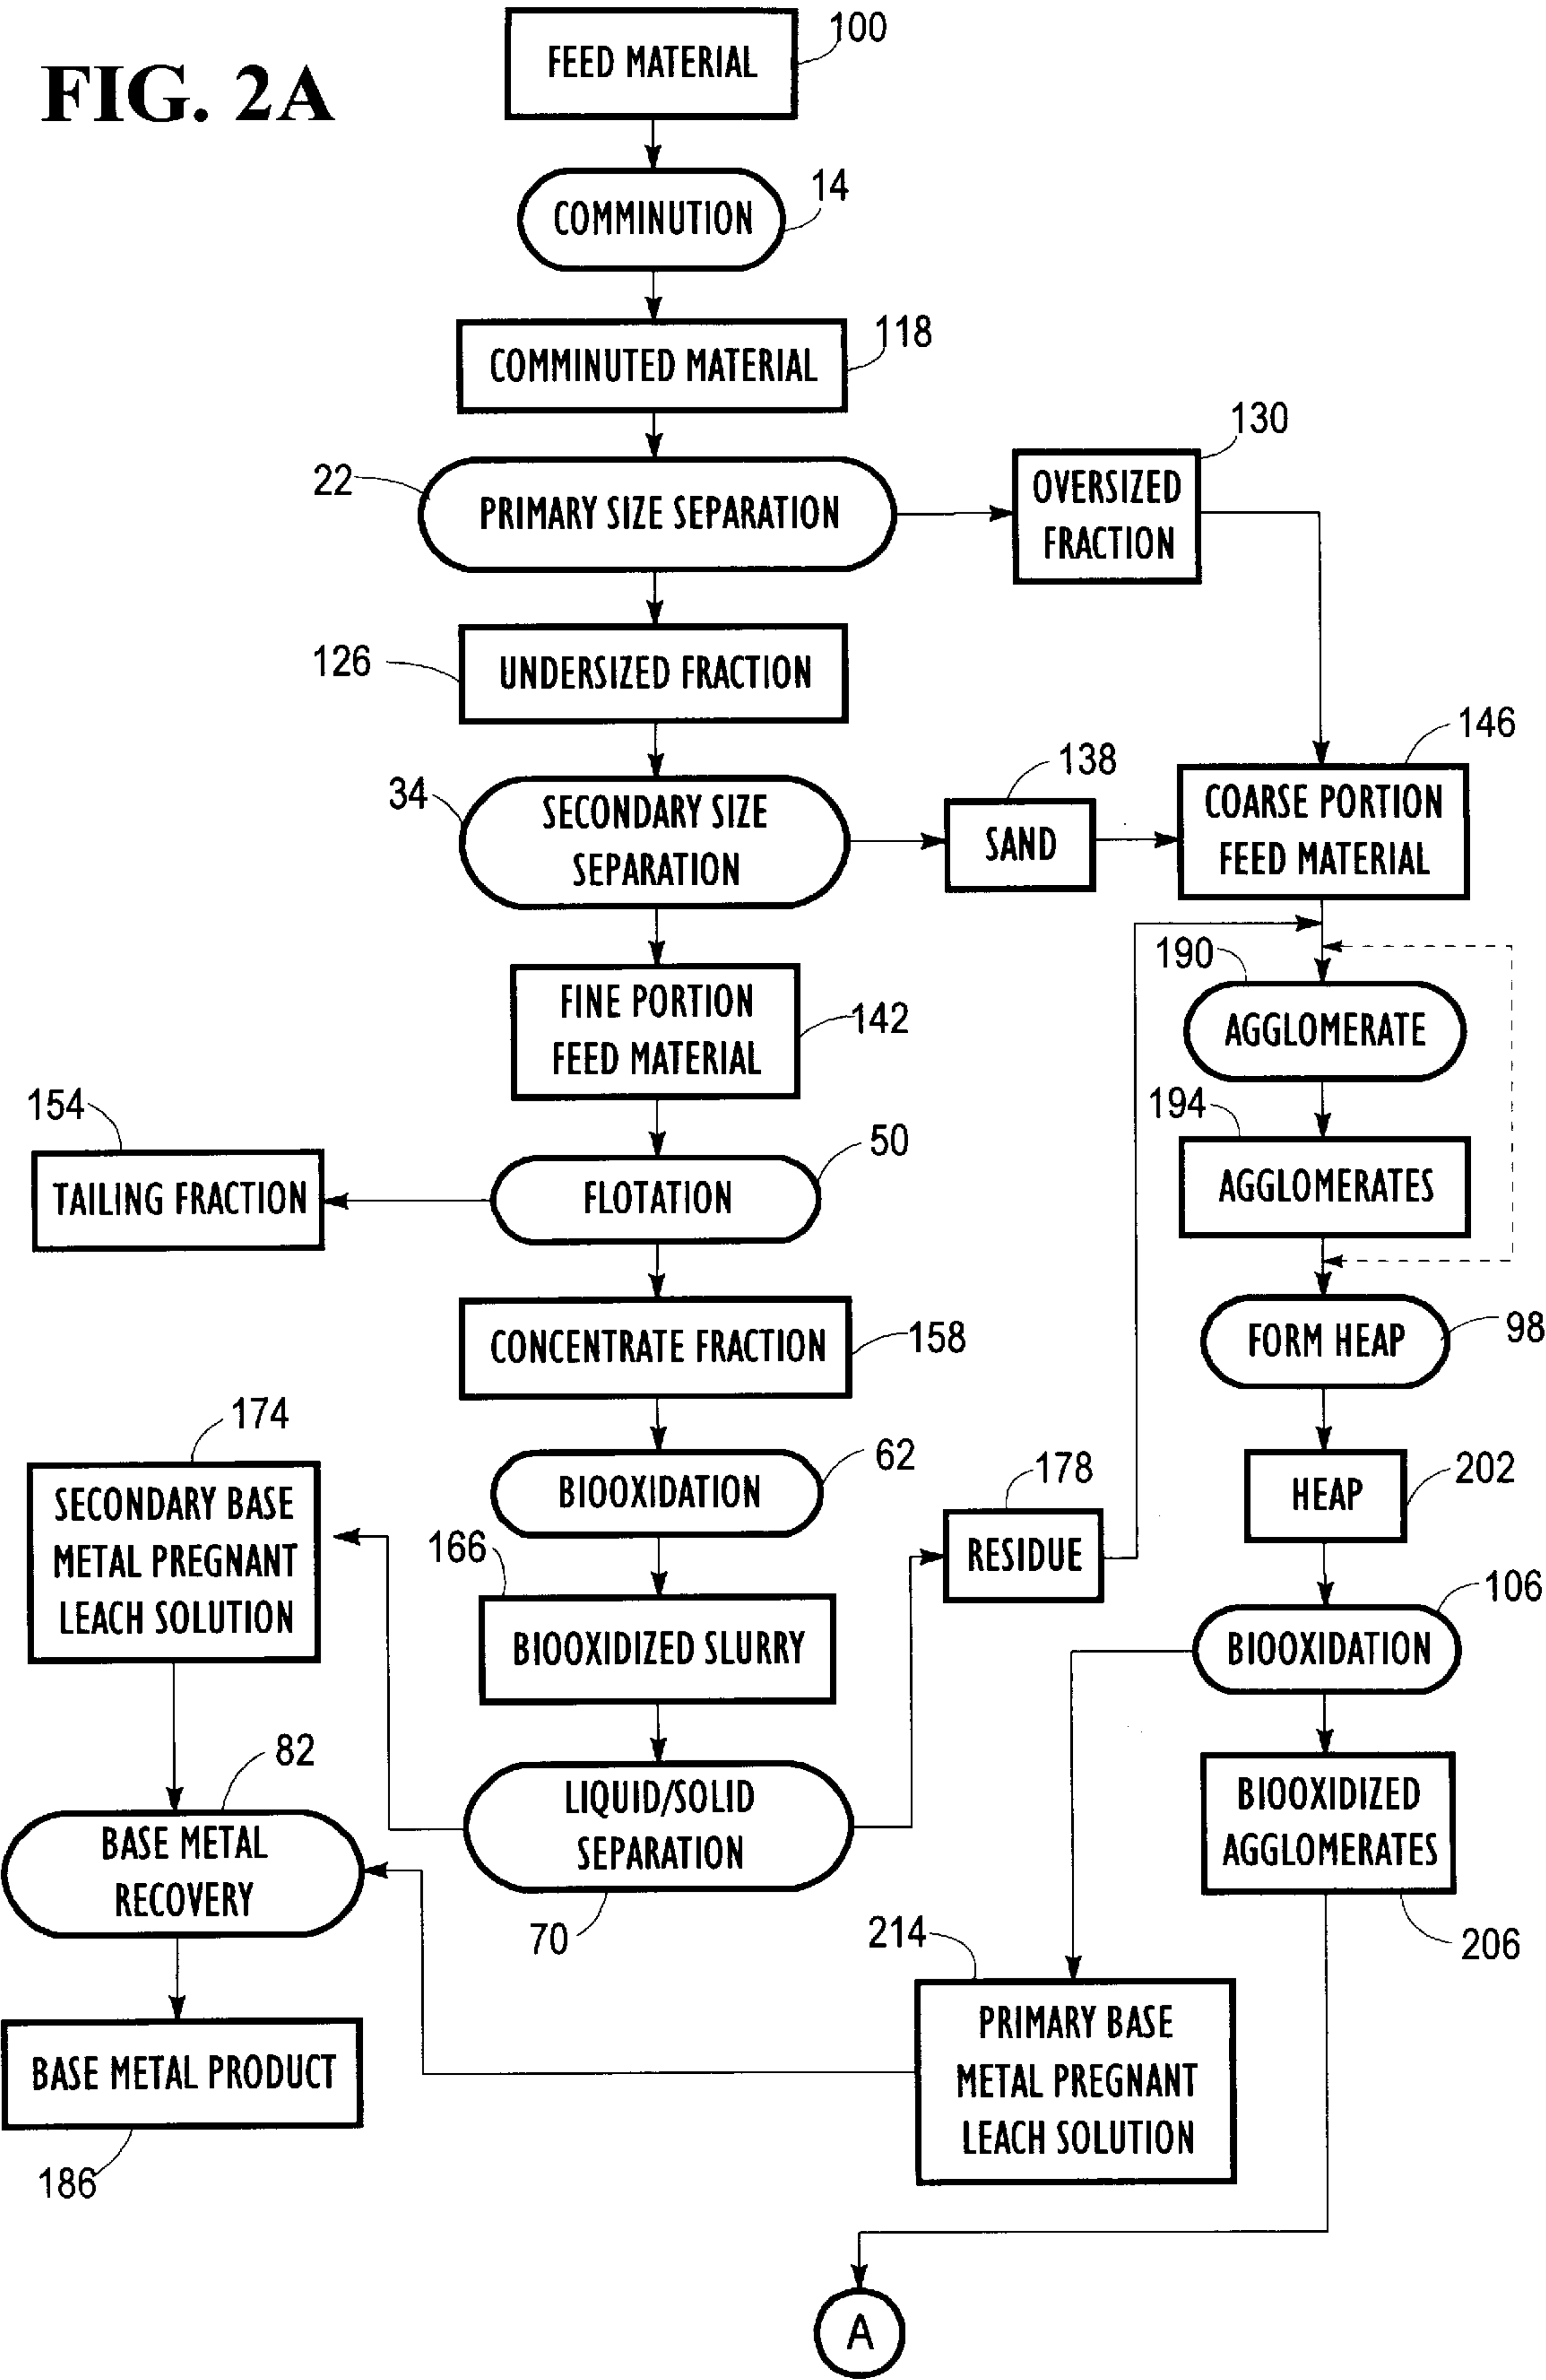 FIG. 2A
FEED MATERIAL
100
COMMINUTION
14
COMMINUTED MATERIAL
118
22
PRIMARY SIZE SEPARATION
130
OVERSIZED
FRACTION
126
UNDERSIZED FRACTION
34
SECONDARY SIZE
SEPARATION
138
SAND
146
COARSE PORTION
FEED MATERIAL
FINE PORTION
FEED MATERIAL
142
190
AGGLOMERATE
154
TAILING FRACTION
50
FLOTATION
194
AGGLOMERATES
CONCENTRATE FRACTION
158
FORM HEAP
98
174
SECONDARY BASE
METAL PREGNANT
LEACH SOLUTION
BIOOXIDATION
62
178
RESIDUE
HEAP
202
166
BIOOXIDIZED SLURRY
106
BIOOXIDATION
82
BASE METAL
RECOVERY
LIQUID/SOLID
SEPARATION
70
BIOOXIDIZED
AGGLOMERATES
206
214
PRIMARY BASE
METAL PREGNANT
LEACH SOLUTION
BASE METAL PRODUCT
186
A